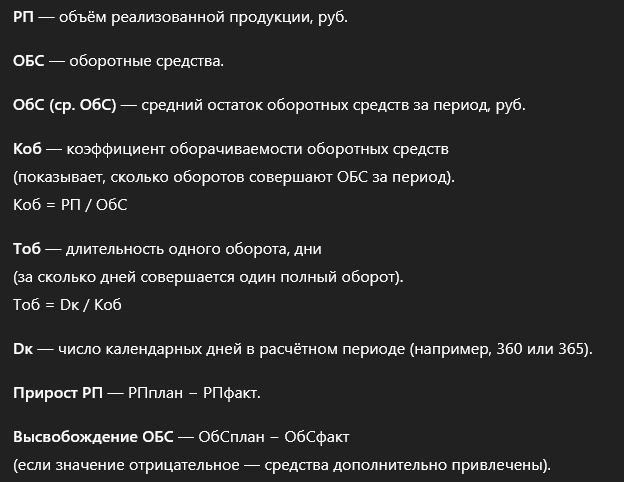 РП — объём реализованной продукции, руб.
ОБС — оборотные средства.
ОбС (ср. ОбС) — средний остаток оборотных средств за период, руб.
Коб — коэффициент оборачиваемости оборотных средств
(показывает, сколько оборотов совершают ОБС за период).
Коб = РП / ОбС
Тоб — длительность одного оборота, дни
(за сколько дней совершается один полный оборот).
Тоб = Dк / Коб
Dк — число календарных дней в расчётном периоде (например, 360 или 365).
Прирост РП — РПплан − РПфакт.
Высвобождение ОБС — ОбСплан − ОбСфакт
(если значение отрицательное — средства дополнительно привлечены).